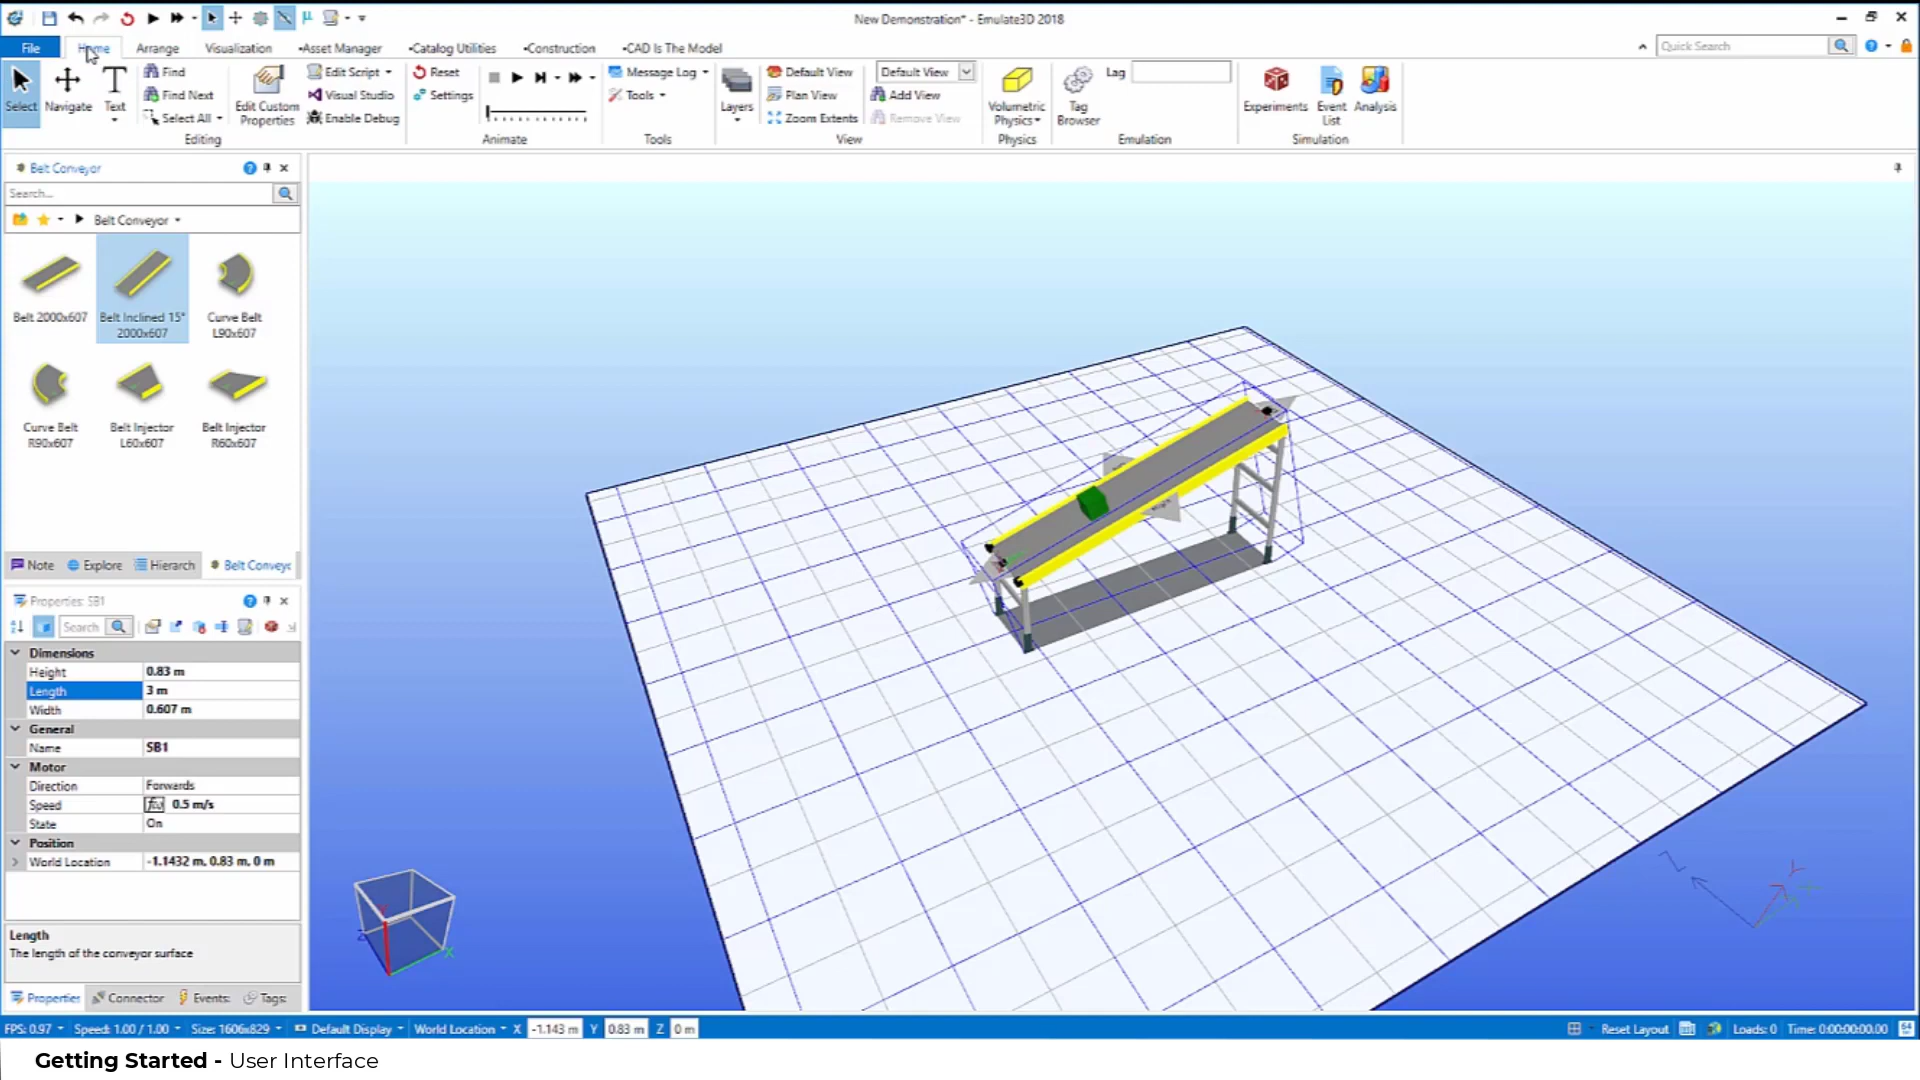 New Demonstration* - Emulate3D 2018
File Home Arrange Visualization •Asset Manager •Catalog Utilities •Construction •CAD Is The Model Quick Search
Find Edit Script Reset Message Log Default View Default View Lag
Select Navigate Text Find Next Edit Custom Properties Visual Studio Settings Tools Layers Plan View Add View Volumetric Physics Tag Browser Experiments Event List Analysis
Select All Enable Debug Zoom Extents Remove View
Editing Animate Tools View Physics Emulation Simulation
Belt Conveyor
Search...
Belt Conveyor
Belt 2000x607 Belt Inclined 15° 2000x607 Curve Belt L90x607
Curve Belt R90x607 Belt Injector L60x607 Belt Injector R60x607
Note Explore Hierarch Belt Conveyc
Properties: SB1
Search
Dimensions
Height 0.83 m
Length 3 m
Width 0.607 m
General
Name SB1
Motor
Direction Forwards
Speed f(x) 0.5 m/s
State On
Position
World Location -1.1432 m, 0.83 m, 0 m
Length
The length of the conveyor surface
Properties Connector Events: Tags:
FPS: 0.97 Speed: 1.00 / 1.00 Size: 1606x829 Default Display World Location X -1.143 m Y 0.83 m Z 0 m Reset Layout Loads: 0 Time: 0:00:00:00.00 64
Getting Started - User Interface